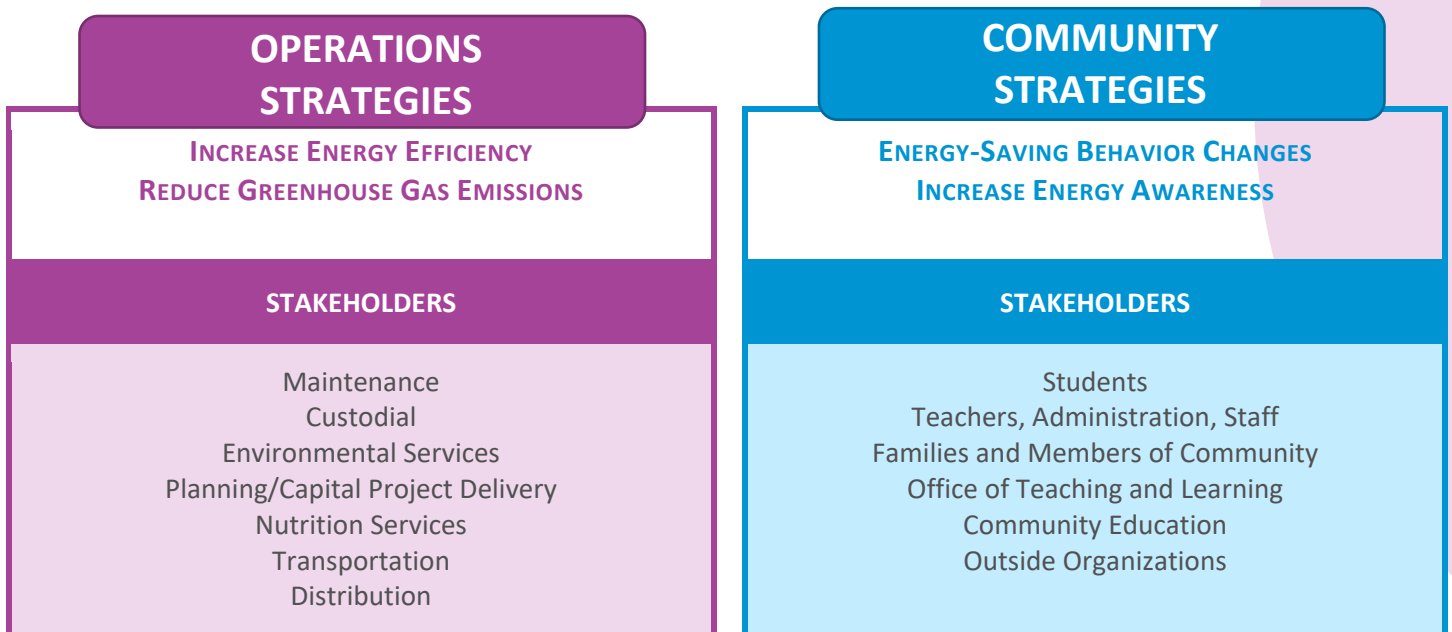 OPERATIONS
STRATEGIES
INCREASE ENERGY EFFICIENCY
REDUCE GREENHOUSE GAS EMISSIONS
STAKEHOLDERS
Maintenance
Custodial
Environmental Services
Planning/Capital Project Delivery
Nutrition Services
Transportation
Distribution
COMMUNITY
STRATEGIES
ENERGY-SAVING BEHAVIOR CHANGES
INCREASE ENERGY AWARENESS
STAKEHOLDERS
Students
Teachers, Administration, Staff
Families and Members of Community
Office of Teaching and Learning
Community Education
Outside Organizations